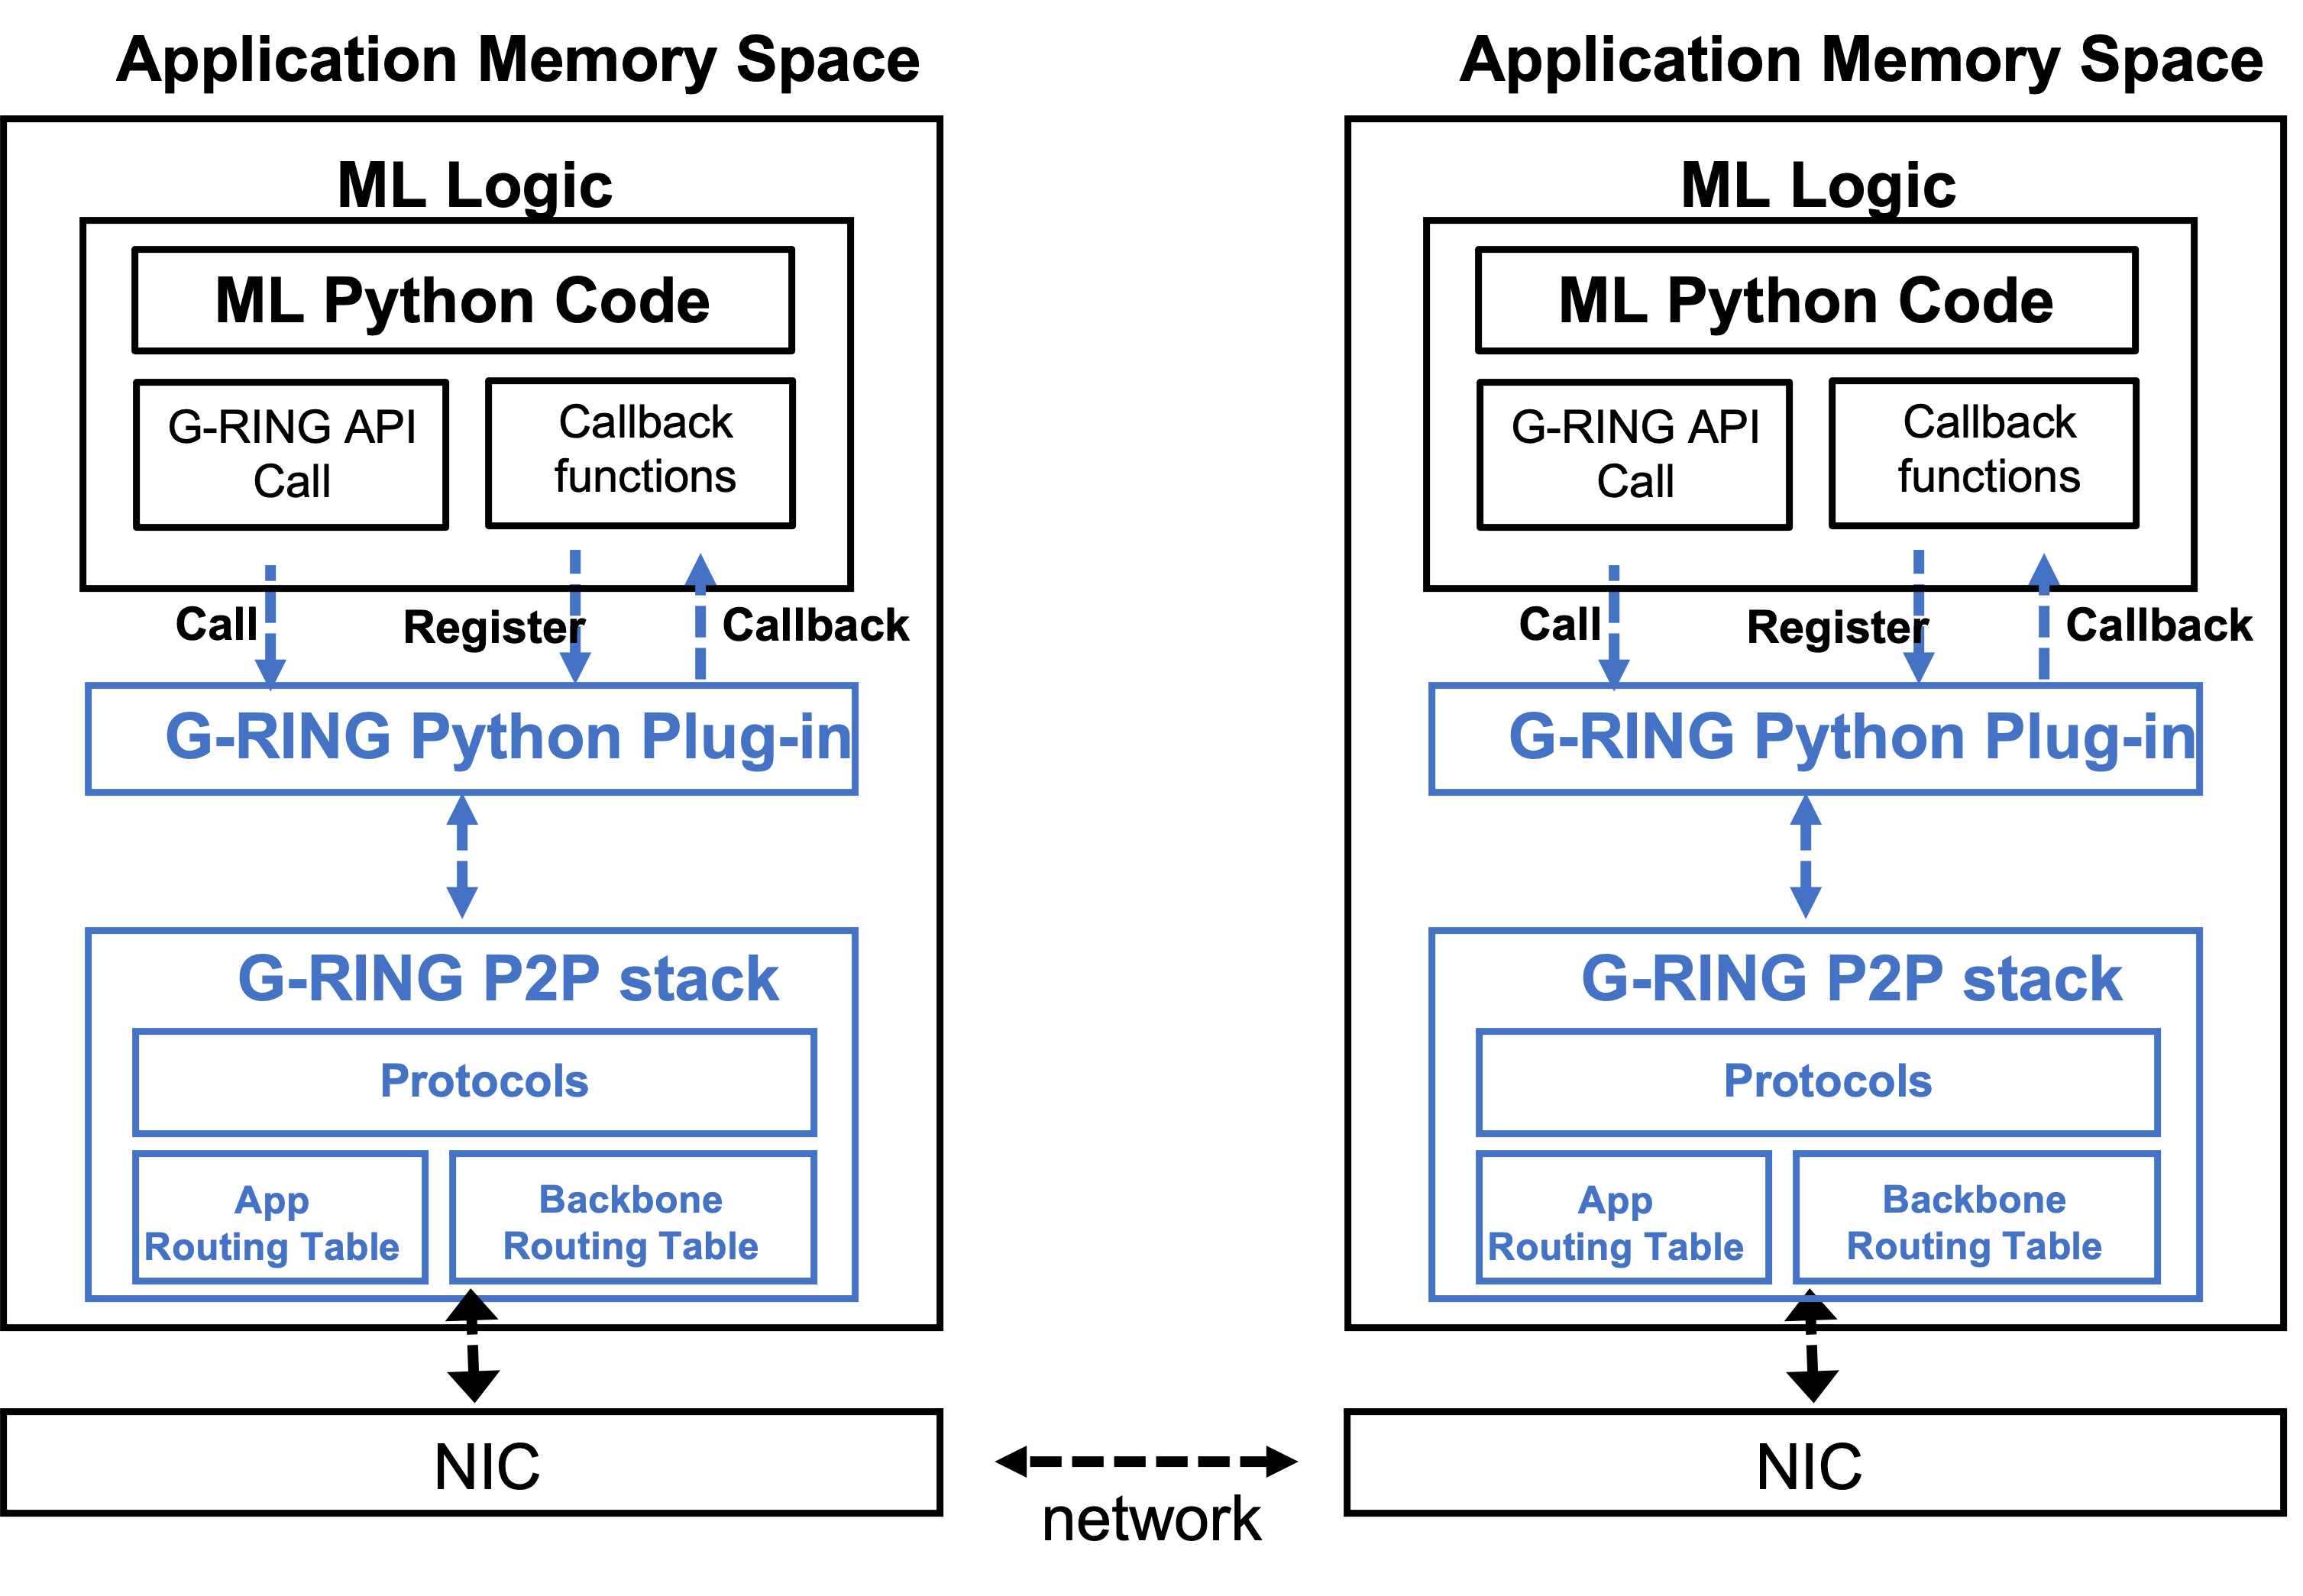 Application Memory Space
ML Logic
ML Python Code
G-RING API
Call
Callback
functions
Call
Register
Callback
G-RING Python Plug-in
G-RING P2P stack
Protocols
App
Routing Table
Backbone
Routing Table
NIC
network
Application Memory Space
ML Logic
ML Python Code
G-RING API
Call
Callback
functions
Call
Register
Callback
G-RING Python Plug-in
G-RING P2P stack
Protocols
App
Routing Table
Backbone
Routing Table
NIC